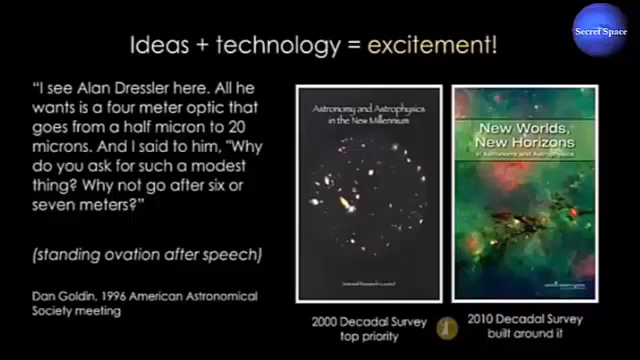 Secret Space
Ideas + technology = excitement!
“I see Alan Dressler here. All he
wants is a four meter optic that
goes from a half micron to 20
microns. And I said to him, "Why
do you ask for such a modest
thing? Why not go after six or
seven meters?”
(standing ovation after speech)
Dan Goldin, 1996 American Astronomical
Society meeting
Astronomy and Astrophysics
in the New Millennium
National Research Council
2000 Decadal Survey
top priority
New Worlds,
New Horizons
in Astronomy and Astrophysics
2010 Decadal Survey
built around it